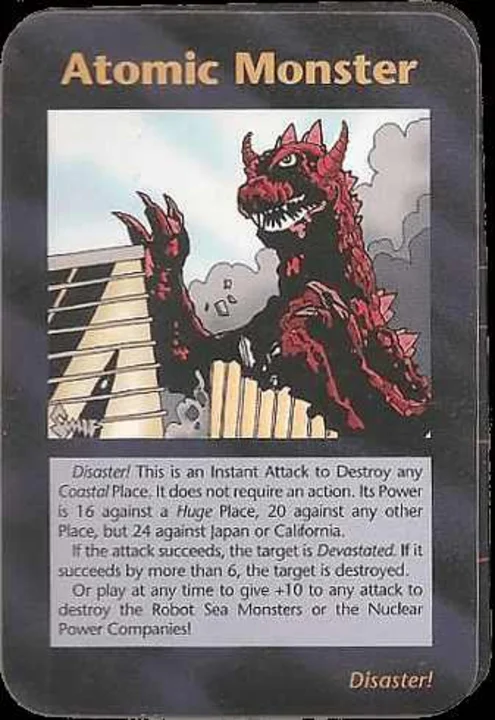 Atomic Monster
Disaster! This is an Instant Attack to Destroy any
Coastal Place. It does not require an action. Its Power
is 16 against a Huge Place, 20 against any other
Place, but 24 against Japan or California.
If the attack succeeds, the target is Devastated. If it
succeeds by more than 6, the target is destroyed.
Or play at any time to give +10 to any attack to
destroy the Robot Sea Monsters or the Nuclear
Power Companies!
Disaster!